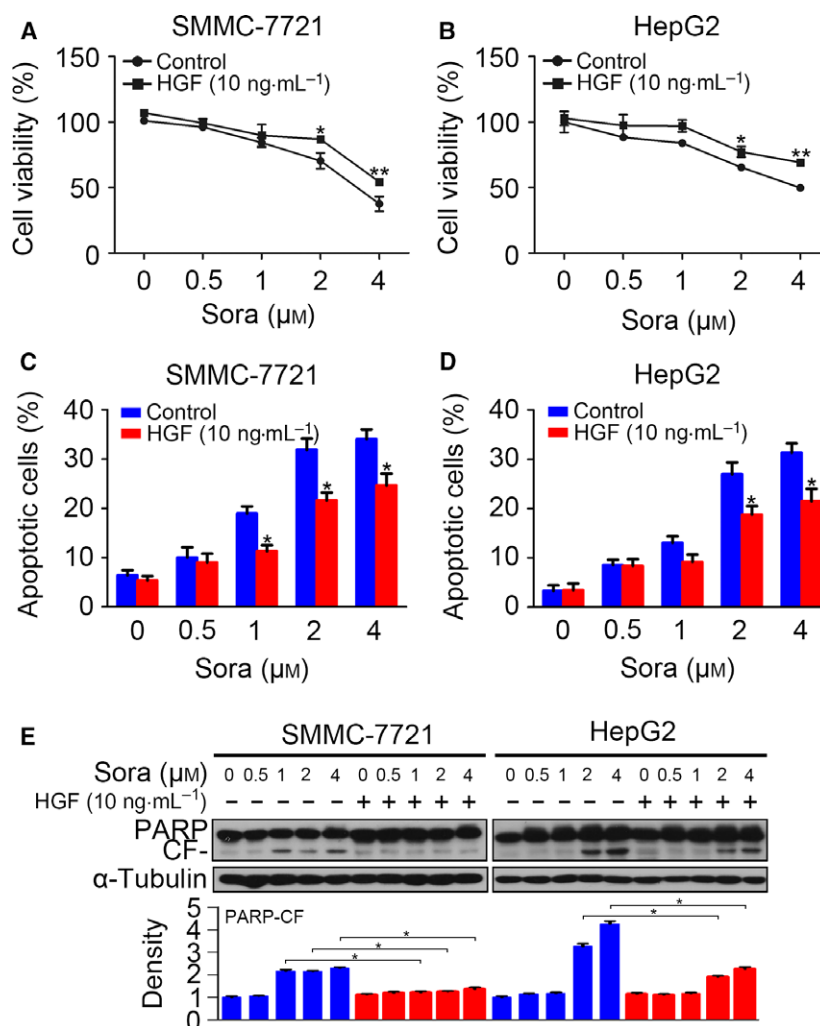 A
SMMC-7721
Control
HGF (10 ng·mL⁻¹)
Cell viability (%)
150
100
50
0
*
**
0 0.5 1 2 4
Sora (μM)
B
HepG2
Control
HGF (10 ng·mL⁻¹)
Cell viability (%)
150
100
50
0
*
**
0 0.5 1 2 4
Sora (μM)
C
SMMC-7721
Control
HGF (10 ng·mL⁻¹)
Apoptotic cells (%)
40
30
20
10
0
*
*
*
0 0.5 1 2 4
Sora (μM)
D
HepG2
Control
HGF (10 ng·mL⁻¹)
Apoptotic cells (%)
40
30
20
10
0
*
*
0 0.5 1 2 4
Sora (μM)
E
SMMC-7721 HepG2
Sora (μM) 0 0.5 1 2 4 0 0.5 1 2 4 0 0.5 1 2 4 0 0.5 1 2 4
HGF (10 ng·mL⁻¹) − − − − − + + + + + − − − − − + + + + +
PARP
CF-
α-Tubulin
PARP-CF
Density
5
4
3
2
1
0
*
*
*
*
*